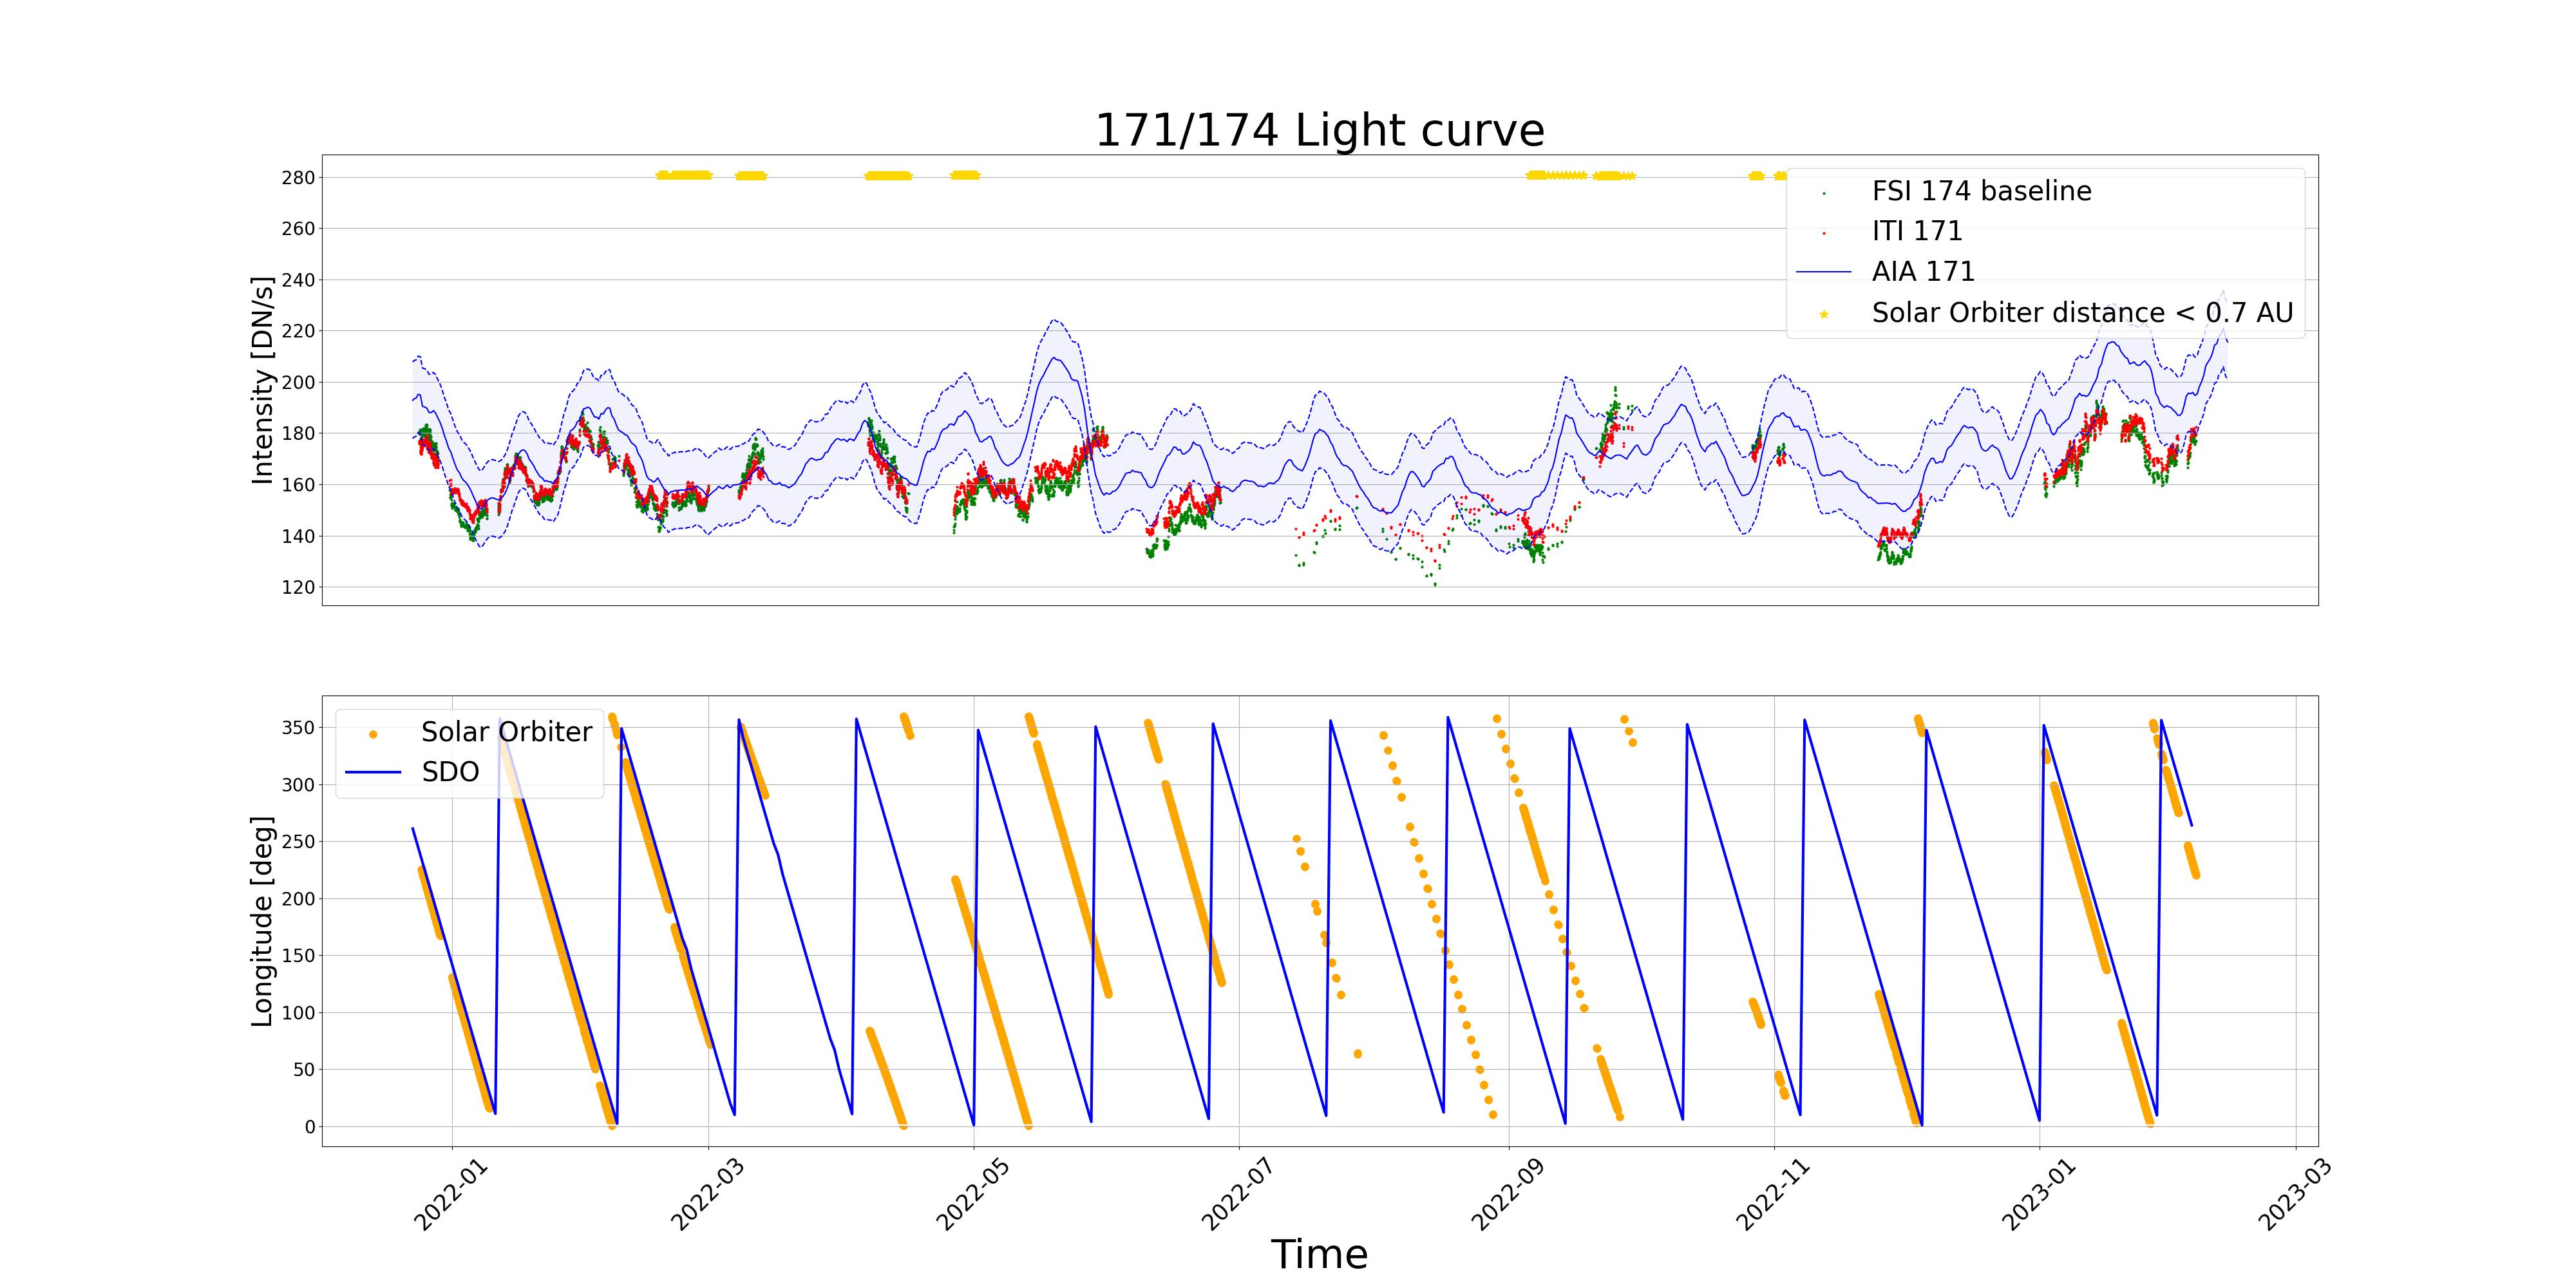 171/174 Light curve
280
260
240
220
200
180
160
140
120
Intensity [DN/s]
FSI 174 baseline
ITI 171
AIA 171
Solar Orbiter distance < 0.7 AU
350
300
250
200
150
100
50
0
Longitude [deg]
Solar Orbiter
SDO
2022-01
2022-03
2022-05
2022-07
2022-09
2022-11
2023-01
2023-03
Time